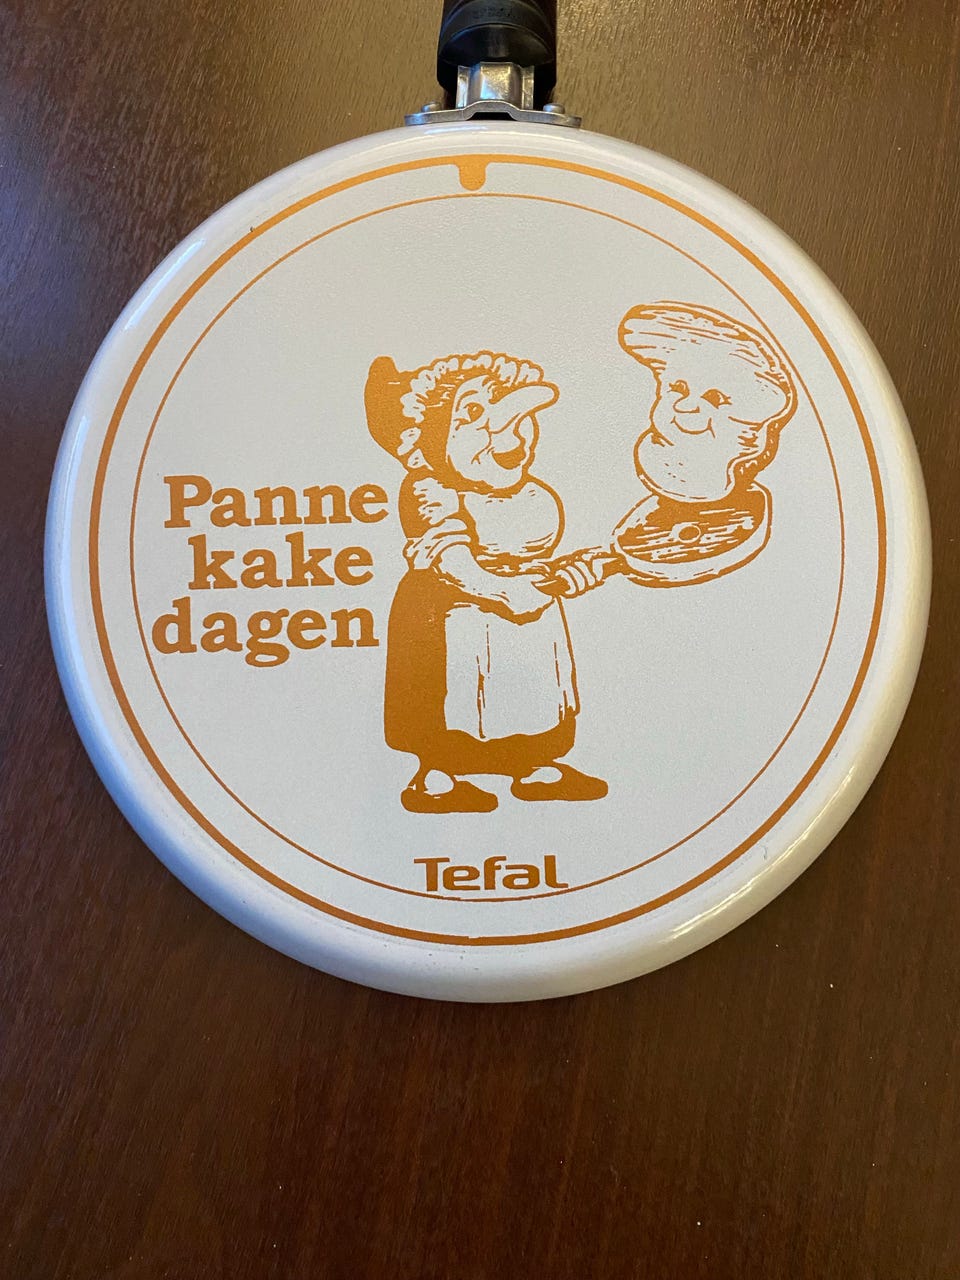 Panne
kake
dagen
Tefal